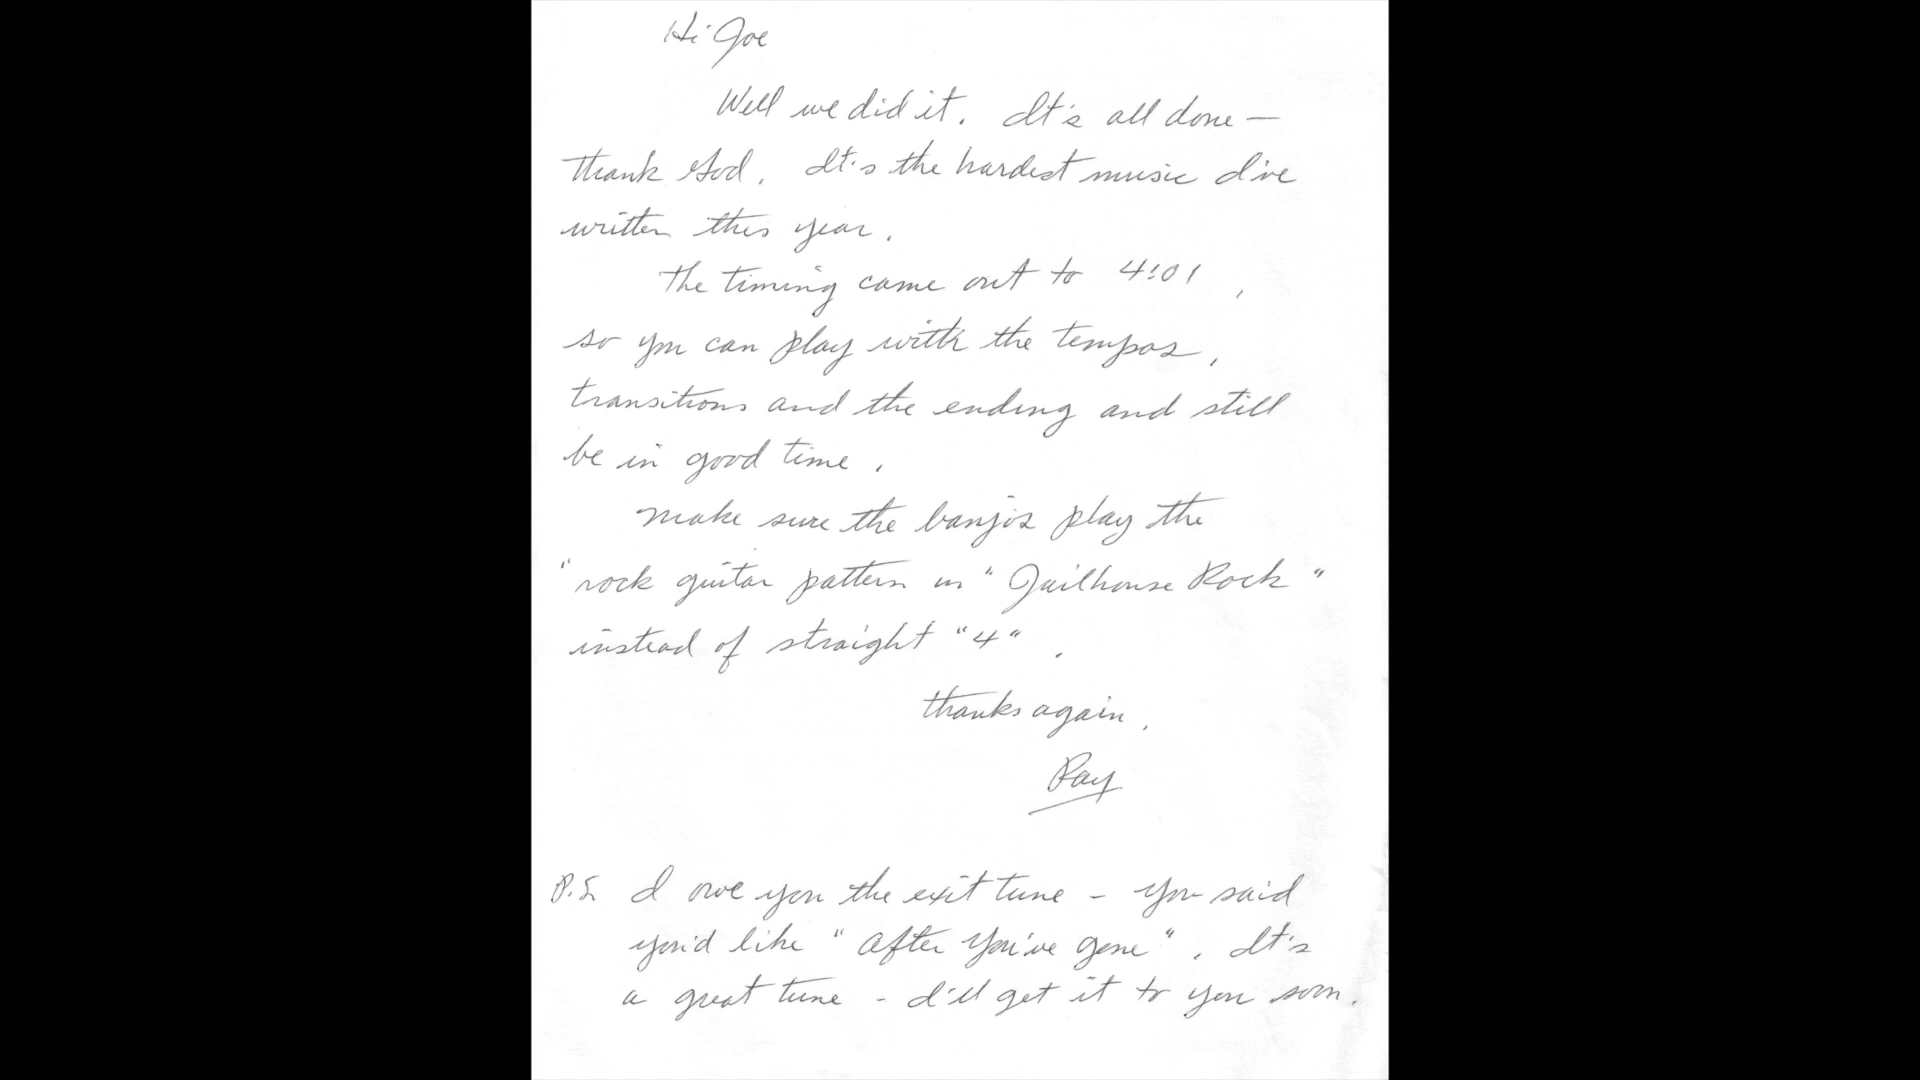 Hi Joe
Well we did it. It's all done —
thank God. It's the hardest music I've
written this year.
The timing came out to 4:01,
so you can play with the tempos,
transitions and the ending and still
be in good time.
Make sure the banjos play the
"rock guitar pattern in "Jailhouse Rock"
instead of straight "4".
thanks again,
Ray
P.S. I owe you the exit tune - you said
you'd like "After You've gone". It's
a great tune - I'll get it to you soon.